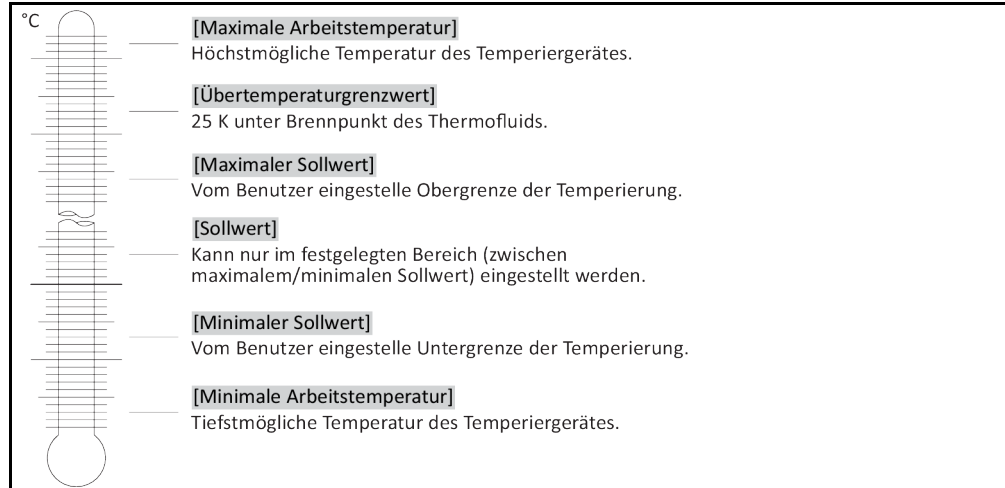 °C
[Maximale Arbeitstemperatur]
Höchstmögliche Temperatur des Temperiergerätes.
[Übertemperaturgrenzwert]
25 K unter Brennpunkt des Thermofluids.
[Maximaler Sollwert]
Vom Benutzer eingestelle Obergrenze der Temperierung.
[Sollwert]
Kann nur im festgelegten Bereich (zwischen
maximalem/minimalen Sollwert) eingestellt werden.
[Minimaler Sollwert]
Vom Benutzer eingestelle Untergrenze der Temperierung.
[Minimale Arbeitstemperatur]
Tiefstmögliche Temperatur des Temperiergerätes.